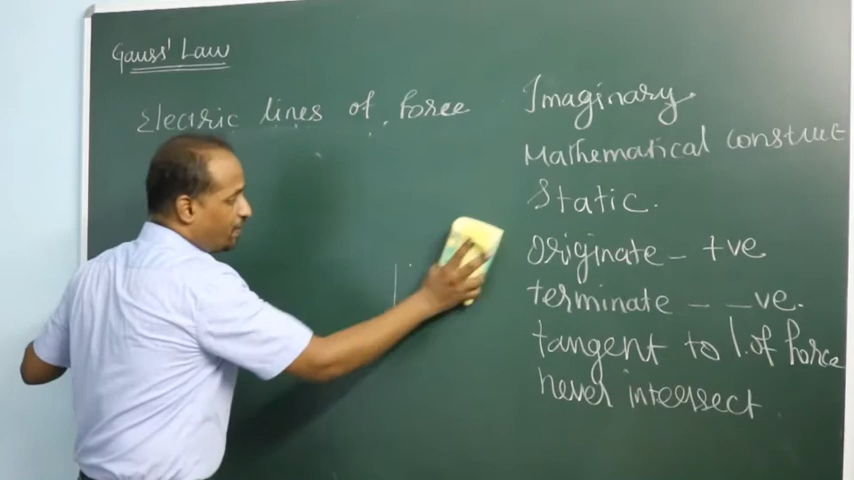 Gauss' Law
Electric lines of force
Imaginary.
Mathematical construct
Static.
Originate - +ve
terminate - -ve.
tangent to l. of force
never intersect